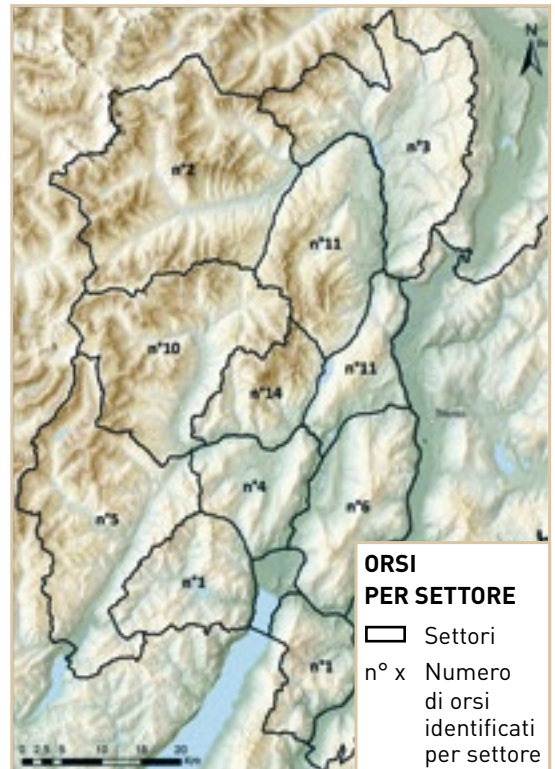 N
n°3
n°2
n°11
n°10
n°11
n°14
n°4
n°6
n°5
n°1
n°1
ORSI
PER SETTORE
Settori
n° x Numero
di orsi
identificati
per settore
0 2,5 5 10 15 20
Km